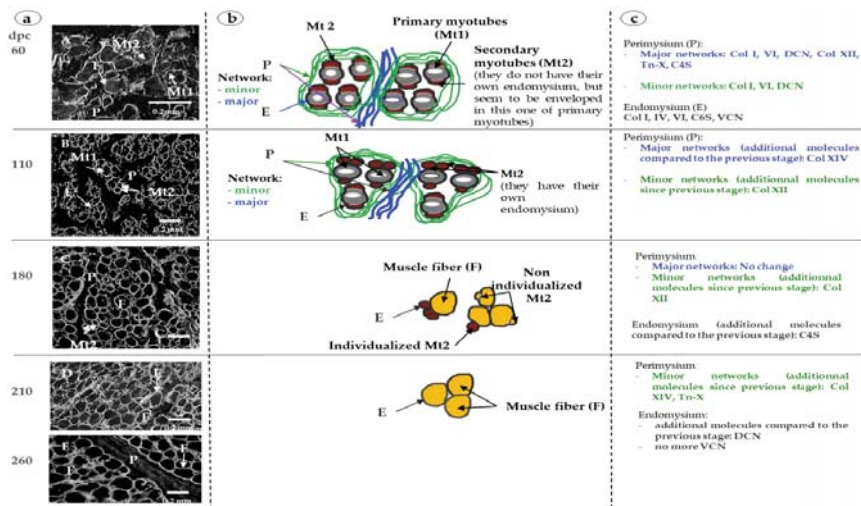 a
b
c
dpc
60
Mt2
E
P
Mt1
0.2mm
Mt 2
Primary myotubes
(Mt1)
P
Network:
- minor
- major
E
Secondary
myotubes (Mt2)
(they do not have their
own endomysium, but
seem to be enveloped in
this one of primary
myotubes)
Perimysium (P):
- Major networks: Col I, VI, DCN, Col XII,
Tn-X, C4S
- Minor networks: Col I, VI, DCN
Endomysium (E)
Col I, IV, VI, C6S, VCN
110
B
Mt1
P
E
Mt2
0.2 mm
Mt1
P
Network:
- minor
- major
E
Mt2
(they have their
own
endomysium)
Perimysium (P):
- Major networks (additional molecules
compared to the previous stage): Col XIV
- Minor networks (additional molecules
since previous stage): Col XII
180
C
P
E
Mt2
Muscle fiber (F)
Non
individualized
Mt2
E
Individualized Mt2
Perimysium
- Major networks: No change
- Minor networks (additionnal
molecules since previous stage): Col
XII
Endomysium (additional molecules
compared to the previous stage): C4S
210
D
E
F
0.2 mm
E
Muscle fiber (F)
Perimysium
- Minor networks (additionnal
molecules since previous stage): Col
XIV, Tn-X
Endomysium:
- additional molecules compared to the
previous stage: DCN
- no more VCN
260
E
F
P
E
0.2 mm